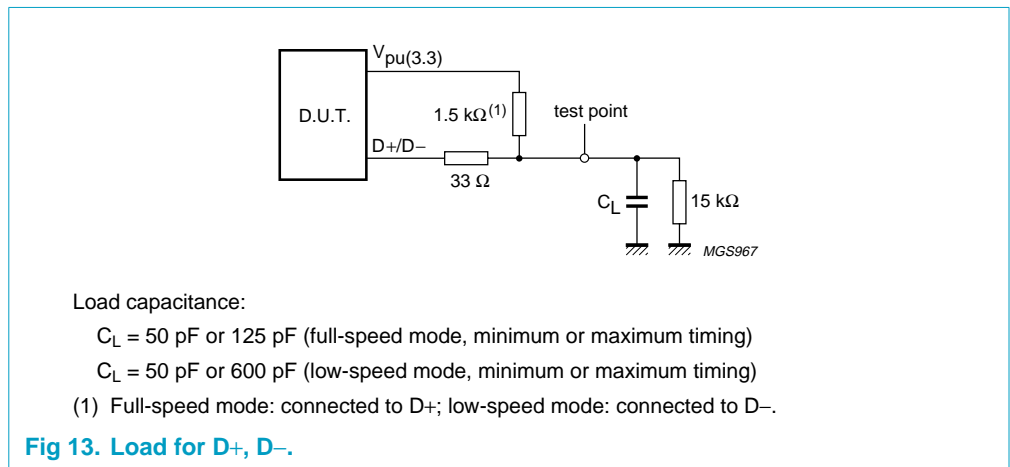 Vpu(3.3)
D.U.T.
1.5 kΩ(1)
test point
D+/D−
33 Ω
CL
15 kΩ
MGS967
Load capacitance:
CL = 50 pF or 125 pF (full-speed mode, minimum or maximum timing)
CL = 50 pF or 600 pF (low-speed mode, minimum or maximum timing)
(1) Full-speed mode: connected to D+; low-speed mode: connected to D−.
Fig 13. Load for D+, D−.